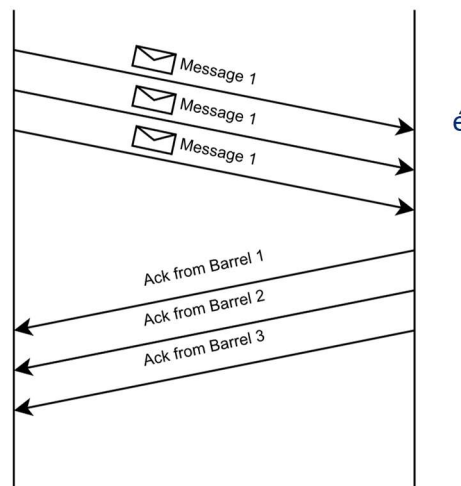 Message 1
Message 1
Message 1
é
Ack from Barrel 1
Ack from Barrel 2
Ack from Barrel 3